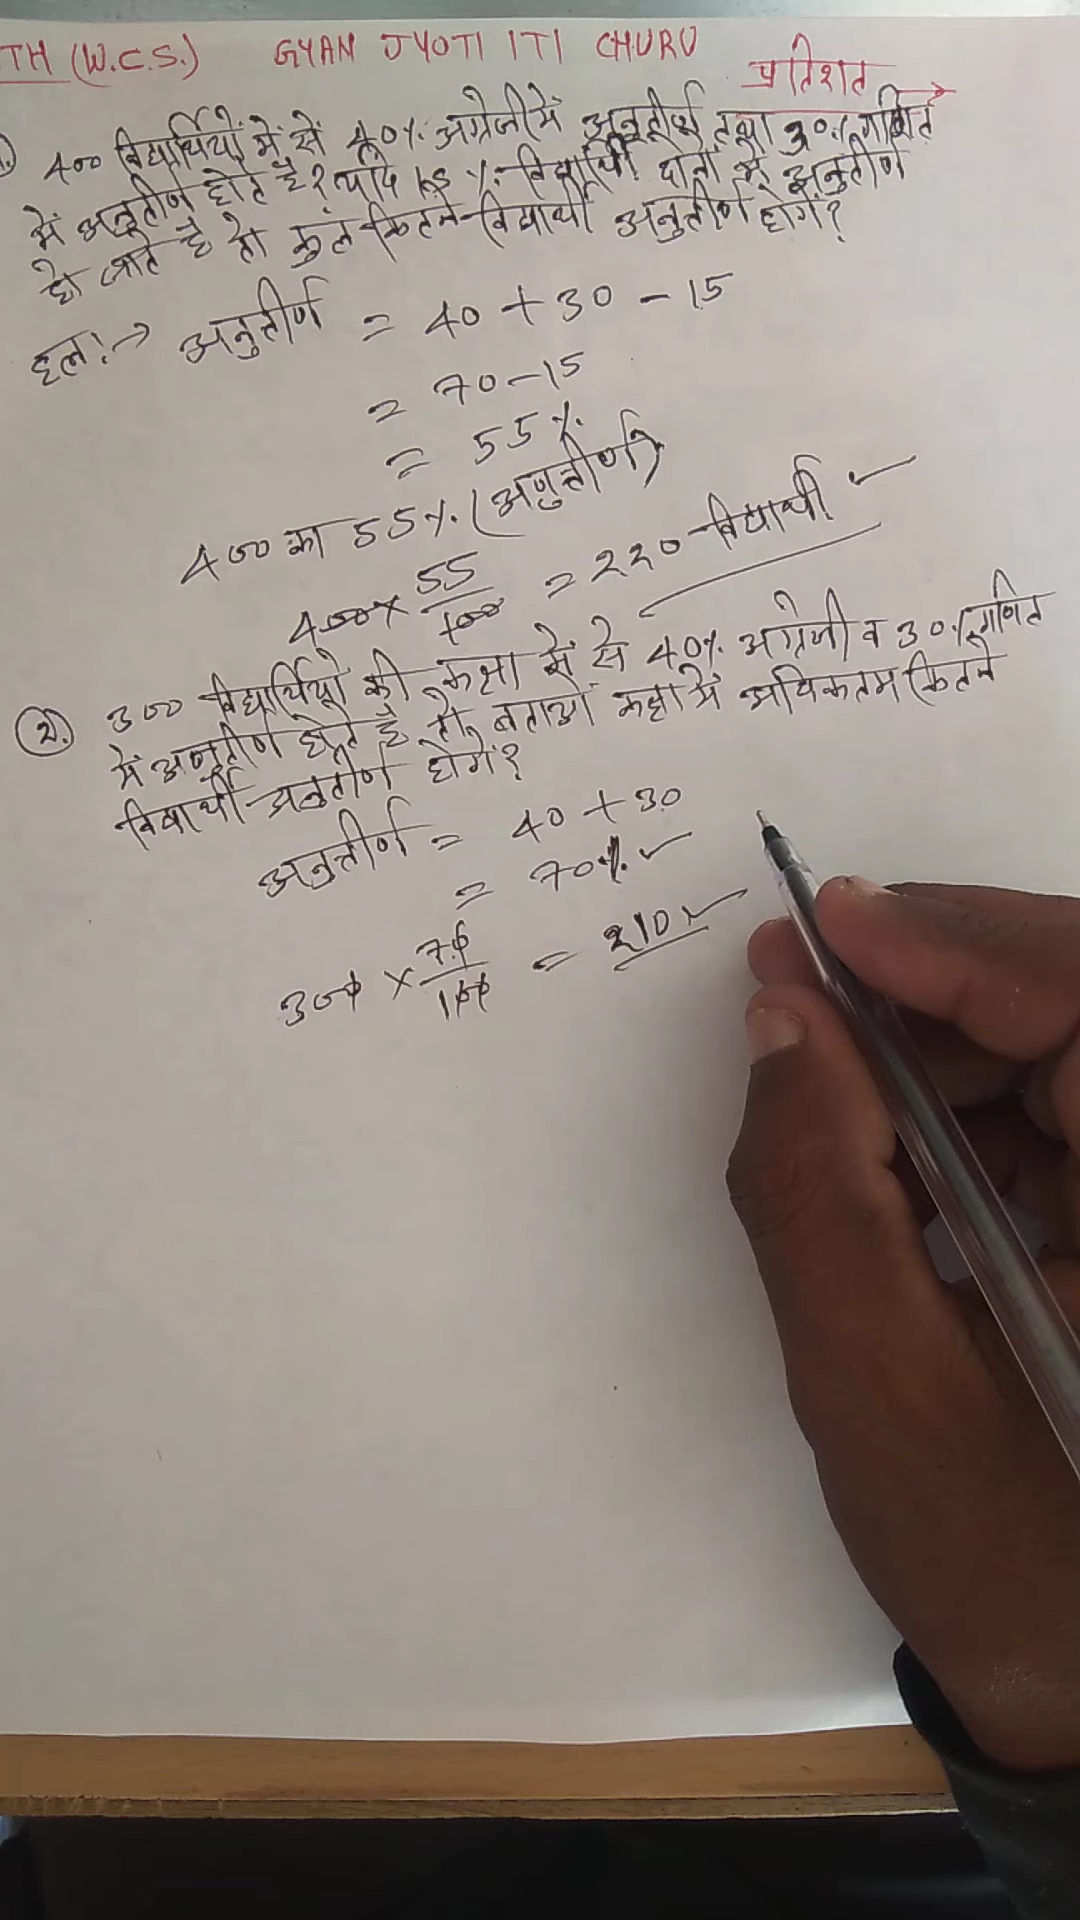 TH (W.C.S.) GYAN JYOTI ITI CHURU
प्रतिशत
400 विद्यार्थियों में से 40% अंग्रेजी में अनुतीर्ण तथा 30% गणित
में अनुतीर्ण होते है? यदि 15 % विद्यार्थी दोनों में अनुतीर्ण
हो जाते है तो कुल कितने विद्यार्थी अनुतीर्ण होगें?
हल:→ अनुतीर्ण = 40 + 30 - 15
= 70 - 15
= 55%
400 का 55% (अणुत्तीर्ण)
400 × 55/100 = 220 विद्यार्थी ✓
2. 300 विद्यार्थियों की कक्षा में से 40% अंग्रेजी व 30% गणित
में अनुतीर्ण होते है तो बताओ कक्षा में अधिकतम कितने
विद्यार्थी अनुतीर्ण होगें?
अनुत्तीर्ण = 40 + 30
= 70% ✓
300 × 70/100 = 210 ✓